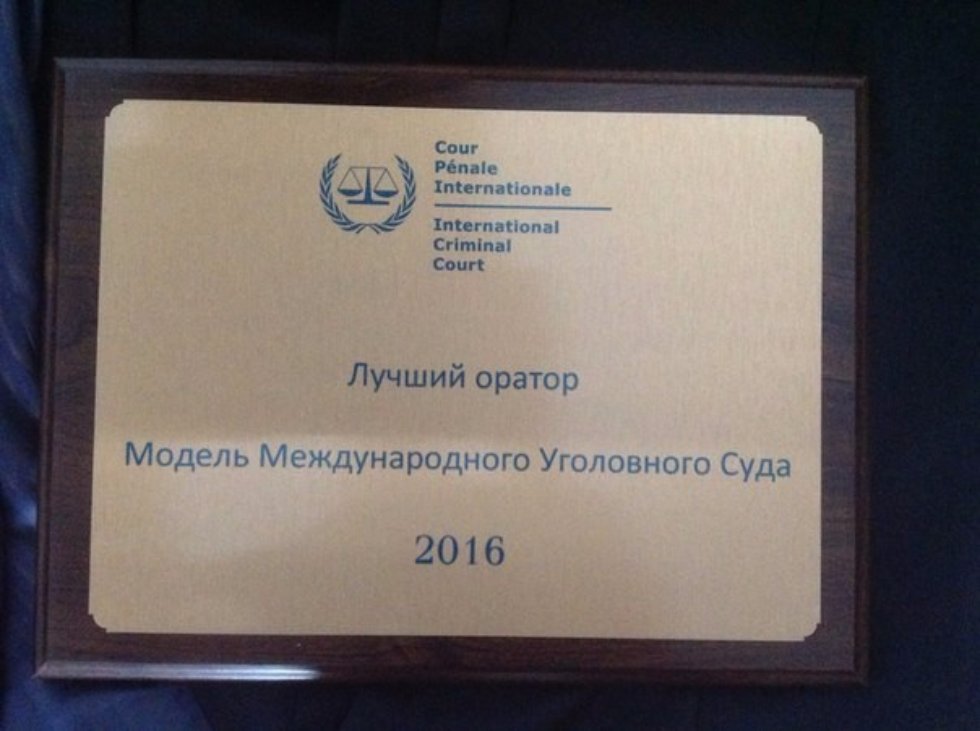 Cour
Pénale
Internationale
International
Criminal
Court
Лучший оратор
Модель Международного Уголовного Суда
2016